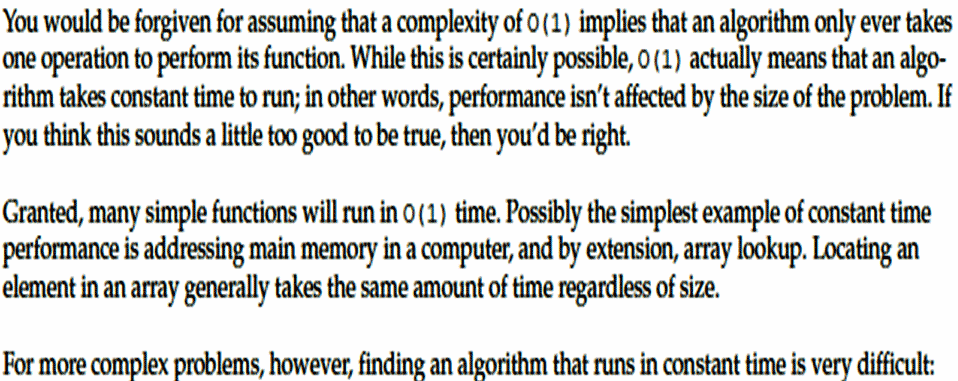 You would be forgiven for assuming that a complexity of O(1) implies that an algorithm only ever takes
one operation to perform its function. While this is certainly possible, O(1) actually means that an algo-
rithm takes constant time to run; in other words, performance isn't affected by the size of the problem. If
you think this sounds a little too good to be true, then you'd be right.
Granted, many simple functions will run in O(1) time. Possibly the simplest example of constant time
performance is addressing main memory in a computer, and by extension, array lookup. Locating an
element in an array generally takes the same amount of time regardless of size.
For more complex problems, however, finding an algorithm that runs in constant time is very difficult: